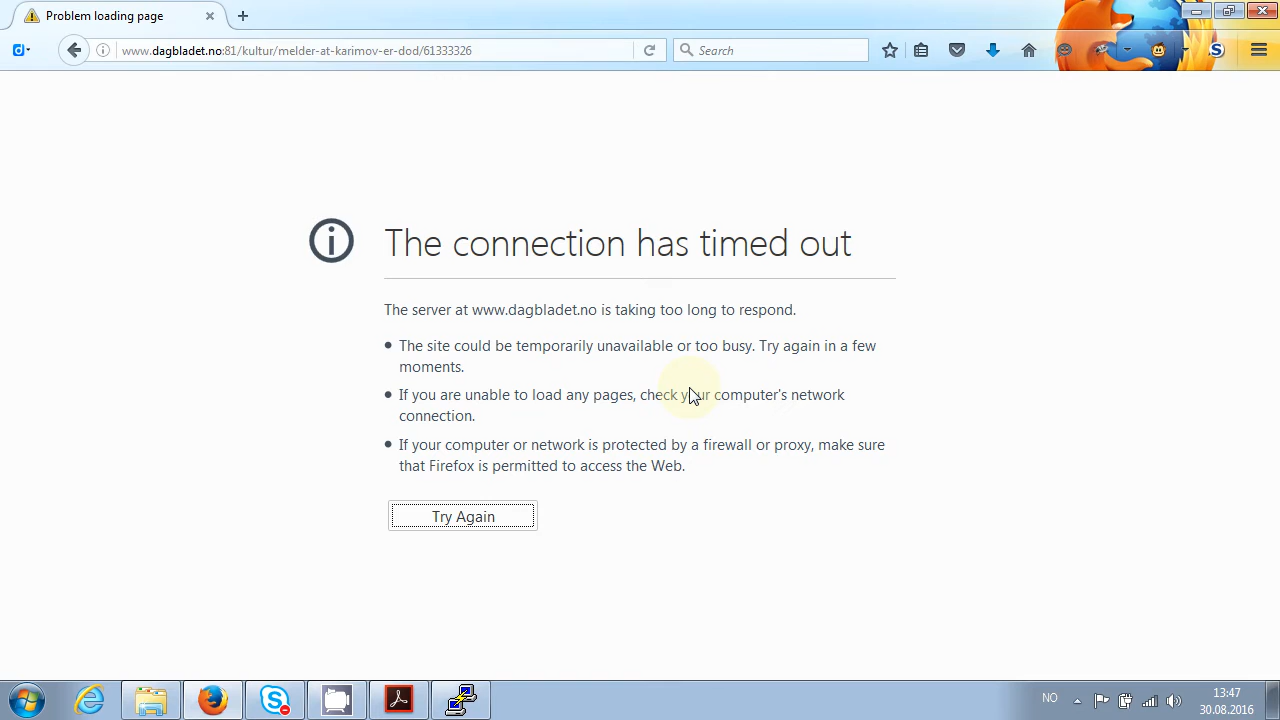 Problem loading page
www.dagbladet.no:81/kultur/melder-at-karimov-er-dod/61333326
Search
The connection has timed out
The server at www.dagbladet.no is taking too long to respond.
The site could be temporarily unavailable or too busy. Try again in a few
moments.
If you are unable to load any pages, check your computer's network
connection.
If your computer or network is protected by a firewall or proxy, make sure
that Firefox is permitted to access the Web.
Try Again
NO
13:47
30.08.2016